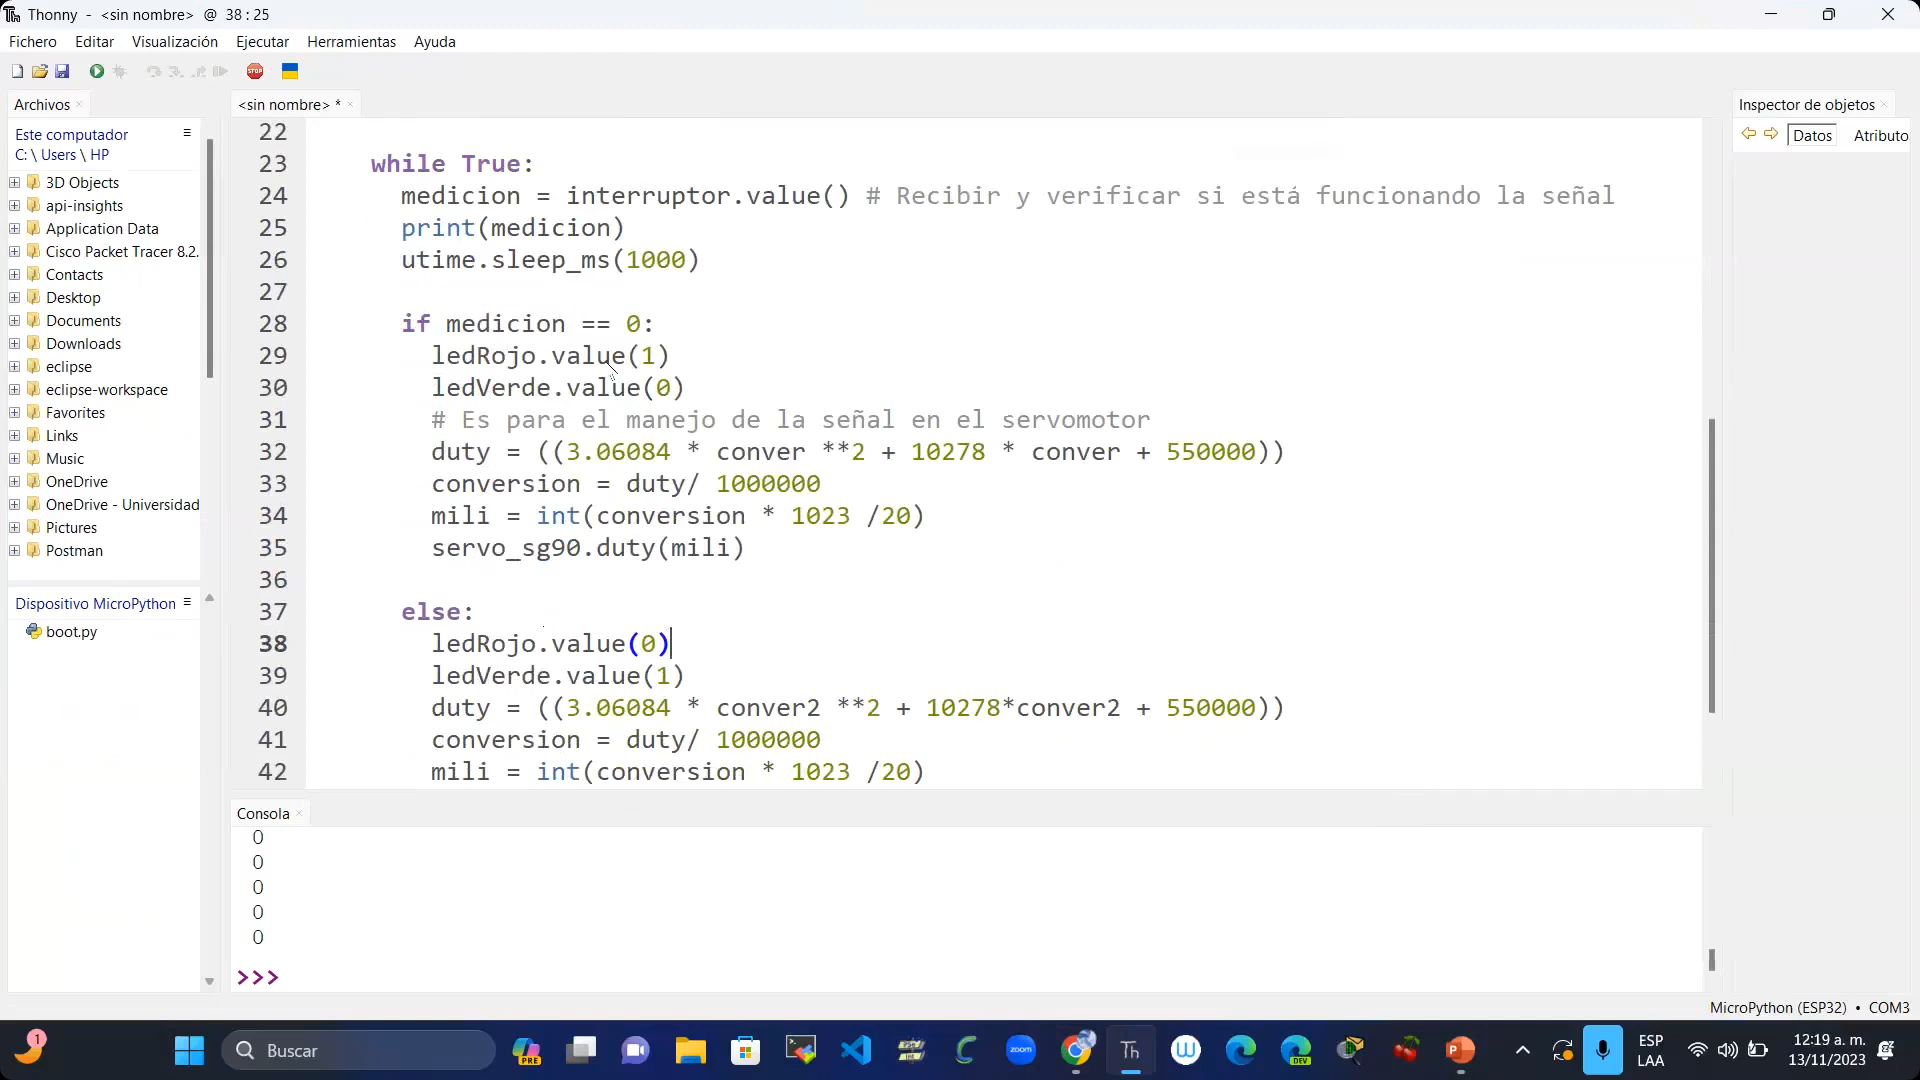 Thonny - <sin nombre> @ 38:25
Fichero Editar Visualización Ejecutar Herramientas Ayuda
STOP
Archivos
Este computador
C: \ Users \ HP
3D Objects
api-insights
Application Data
Cisco Packet Tracer 8.2.
Contacts
Desktop
Documents
Downloads
eclipse
eclipse-workspace
Favorites
Links
Music
OneDrive
OneDrive - Universidad
Pictures
Postman
Dispositivo MicroPython
boot.py
<sin nombre> *
22
23 while True:
24 medicion = interruptor.value() # Recibir y verificar si está funcionando la señal
25 print(medicion)
26 utime.sleep_ms(1000)
27
28 if medicion == 0:
29 ledRojo.value(1)
30 ledVerde.value(0)
31 # Es para el manejo de la señal en el servomotor
32 duty = ((3.06084 * conver **2 + 10278 * conver + 550000))
33 conversion = duty/ 1000000
34 mili = int(conversion * 1023 /20)
35 servo_sg90.duty(mili)
36
37 else:
38 ledRojo.value(0)
39 ledVerde.value(1)
40 duty = ((3.06084 * conver2 **2 + 10278*conver2 + 550000))
41 conversion = duty/ 1000000
42 mili = int(conversion * 1023 /20)
Consola
0
0
0
0
0
>>>
Inspector de objetos
Datos Atributo
MicroPython (ESP32) • COM3
1
Buscar
PRE
zoom
Th
DEV
ESP
LAA
12:19 a. m.
13/11/2023